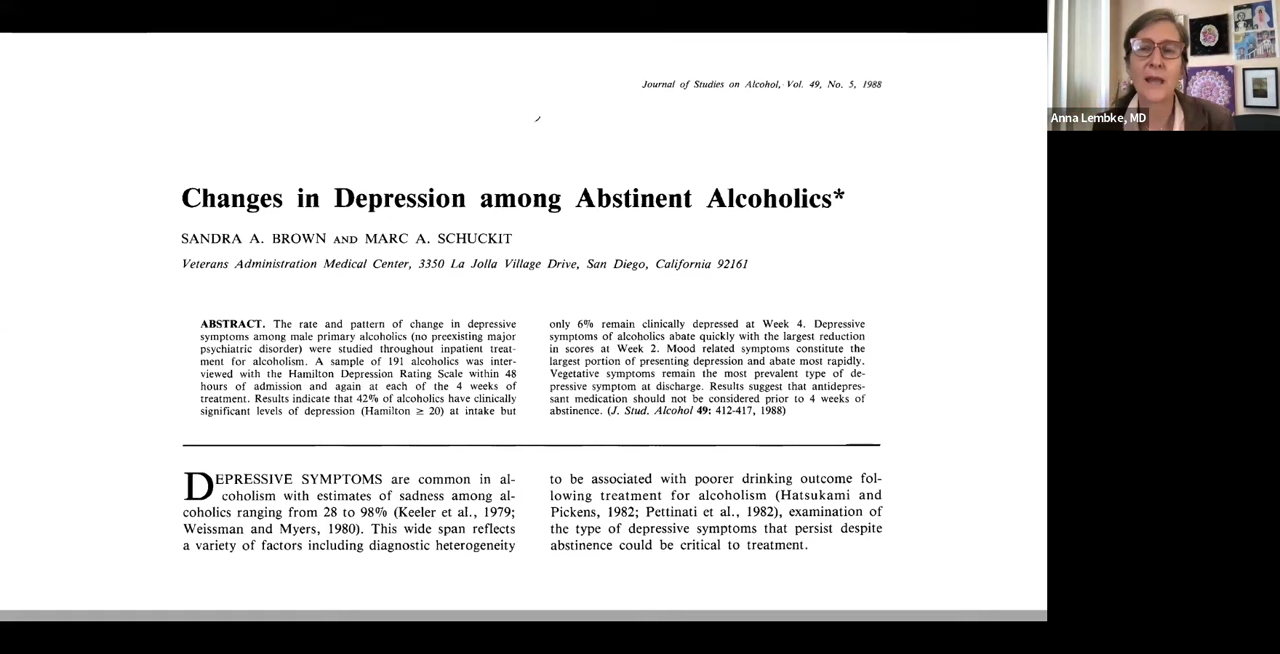 Journal of Studies on Alcohol, Vol. 49, No. 5, 1988
Changes in Depression among Abstinent Alcoholics*
SANDRA A. BROWN AND MARC A. SCHUCKIT
Veterans Administration Medical Center, 3350 La Jolla Village Drive, San Diego, California 92161
ABSTRACT. The rate and pattern of change in depressive
symptoms among male primary alcoholics (no preexisting major
psychiatric disorder) were studied throughout inpatient treat-
ment for alcoholism. A sample of 191 alcoholics was inter-
viewed with the Hamilton Depression Rating Scale within 48
hours of admission and again at each of the 4 weeks of
treatment. Results indicate that 42% of alcoholics have clinically
significant levels of depression (Hamilton ≥ 20) at intake but
only 6% remain clinically depressed at Week 4. Depressive
symptoms of alcoholics abate quickly with the largest reduction
in scores at Week 2. Mood related symptoms constitute the
largest portion of presenting depression and abate most rapidly.
Vegetative symptoms remain the most prevalent type of de-
pressive symptom at discharge. Results suggest that antidepres-
sant medication should not be considered prior to 4 weeks of
abstinence. (J. Stud. Alcohol 49: 412-417, 1988)
DEPRESSIVE SYMPTOMS are common in al-
coholism with estimates of sadness among al-
coholics ranging from 28 to 98% (Keeler et al., 1979;
Weissman and Myers, 1980). This wide span reflects
a variety of factors including diagnostic heterogeneity
to be associated with poorer drinking outcome fol-
lowing treatment for alcoholism (Hatsukami and
Pickens, 1982; Pettinati et al., 1982), examination of
the type of depressive symptoms that persist despite
abstinence could be critical to treatment.
Anna Lembke, MD